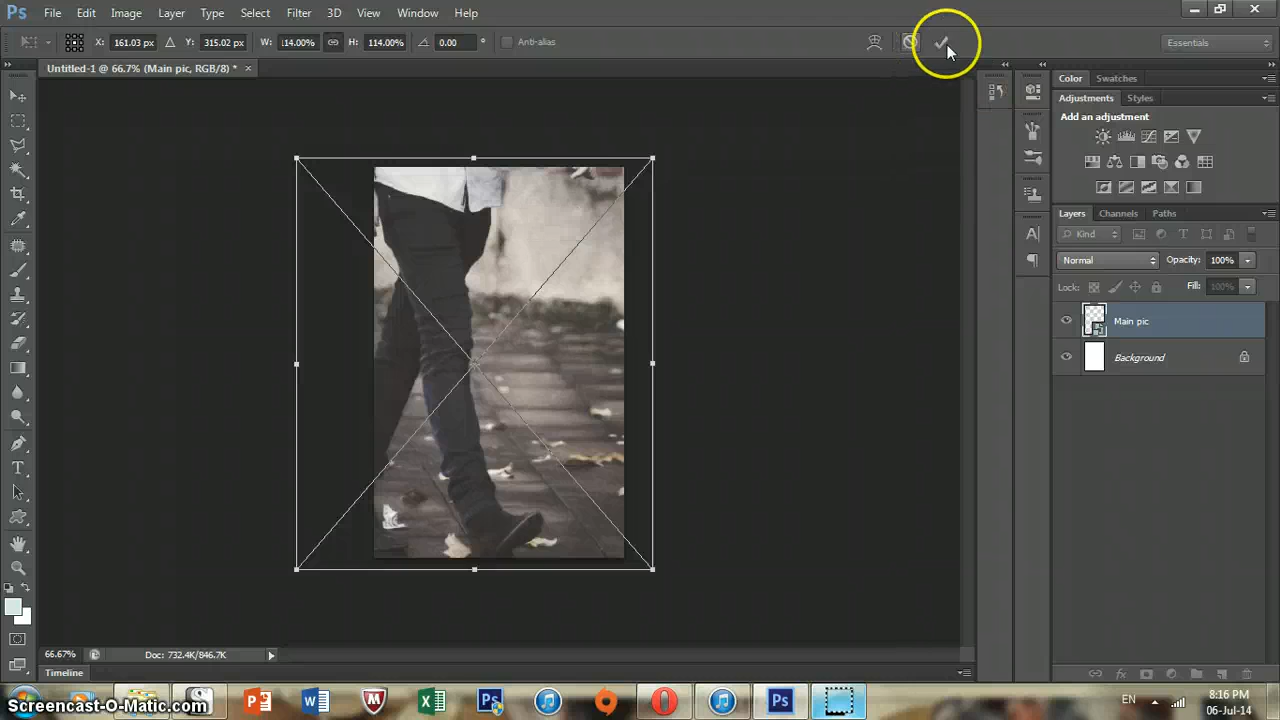 Ps File Edit Image Layer Type Select Filter 3D View Window Help
X: 161.03 px Y: 315.02 px W: 114.00% H: 114.00% 0.00 ° Anti-alias Essentials
Untitled-1 @ 66.7% (Main pic, RGB/8) * ×
Color Swatches
Adjustments Styles
Add an adjustment
Layers Channels Paths
Kind
Normal Opacity: 100%
Lock: Fill: 100%
Main pic
Background
66.67% Doc: 732.4K/846.7K
Timeline
EN 8:16 PM
06-Jul-14
Screencast-O-Matic.com